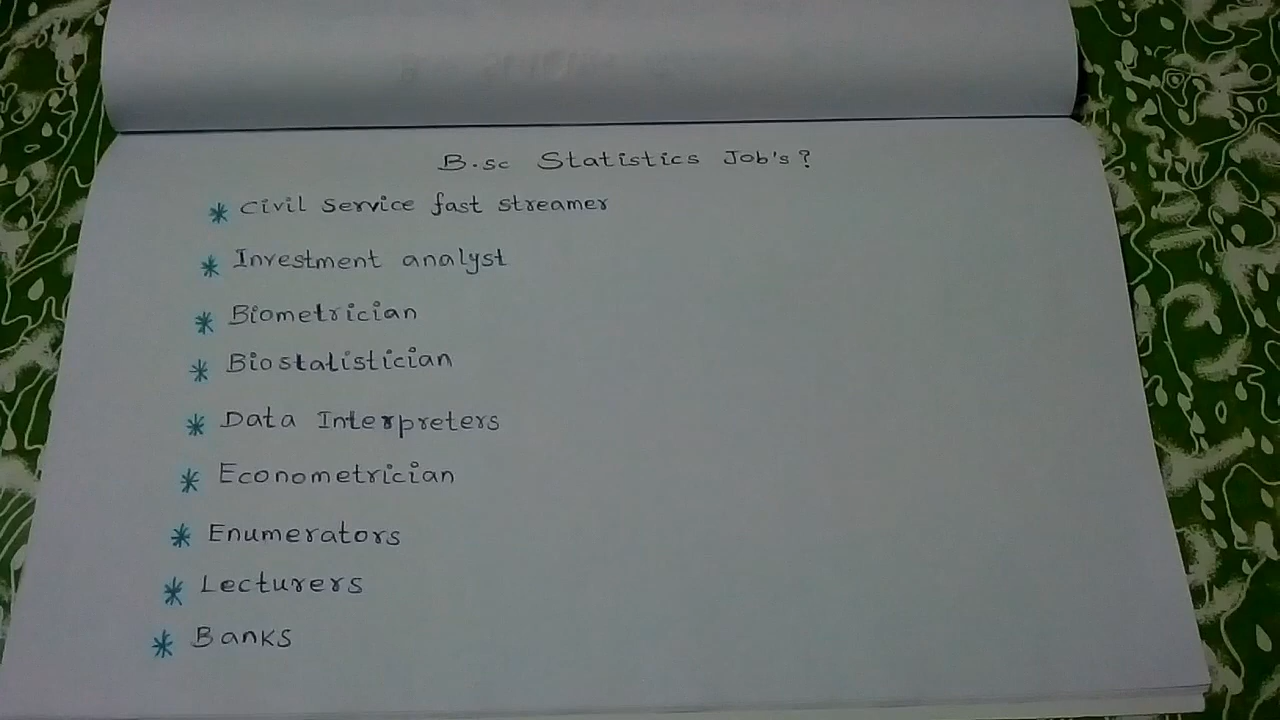 B.sc Statistics Job's?
* Civil Service fast streamer
* Investment analyst
* Biometrician
* Biostatistician
* Data Interpreters
* Econometrician
* Enumerators
* Lecturers
* Banks